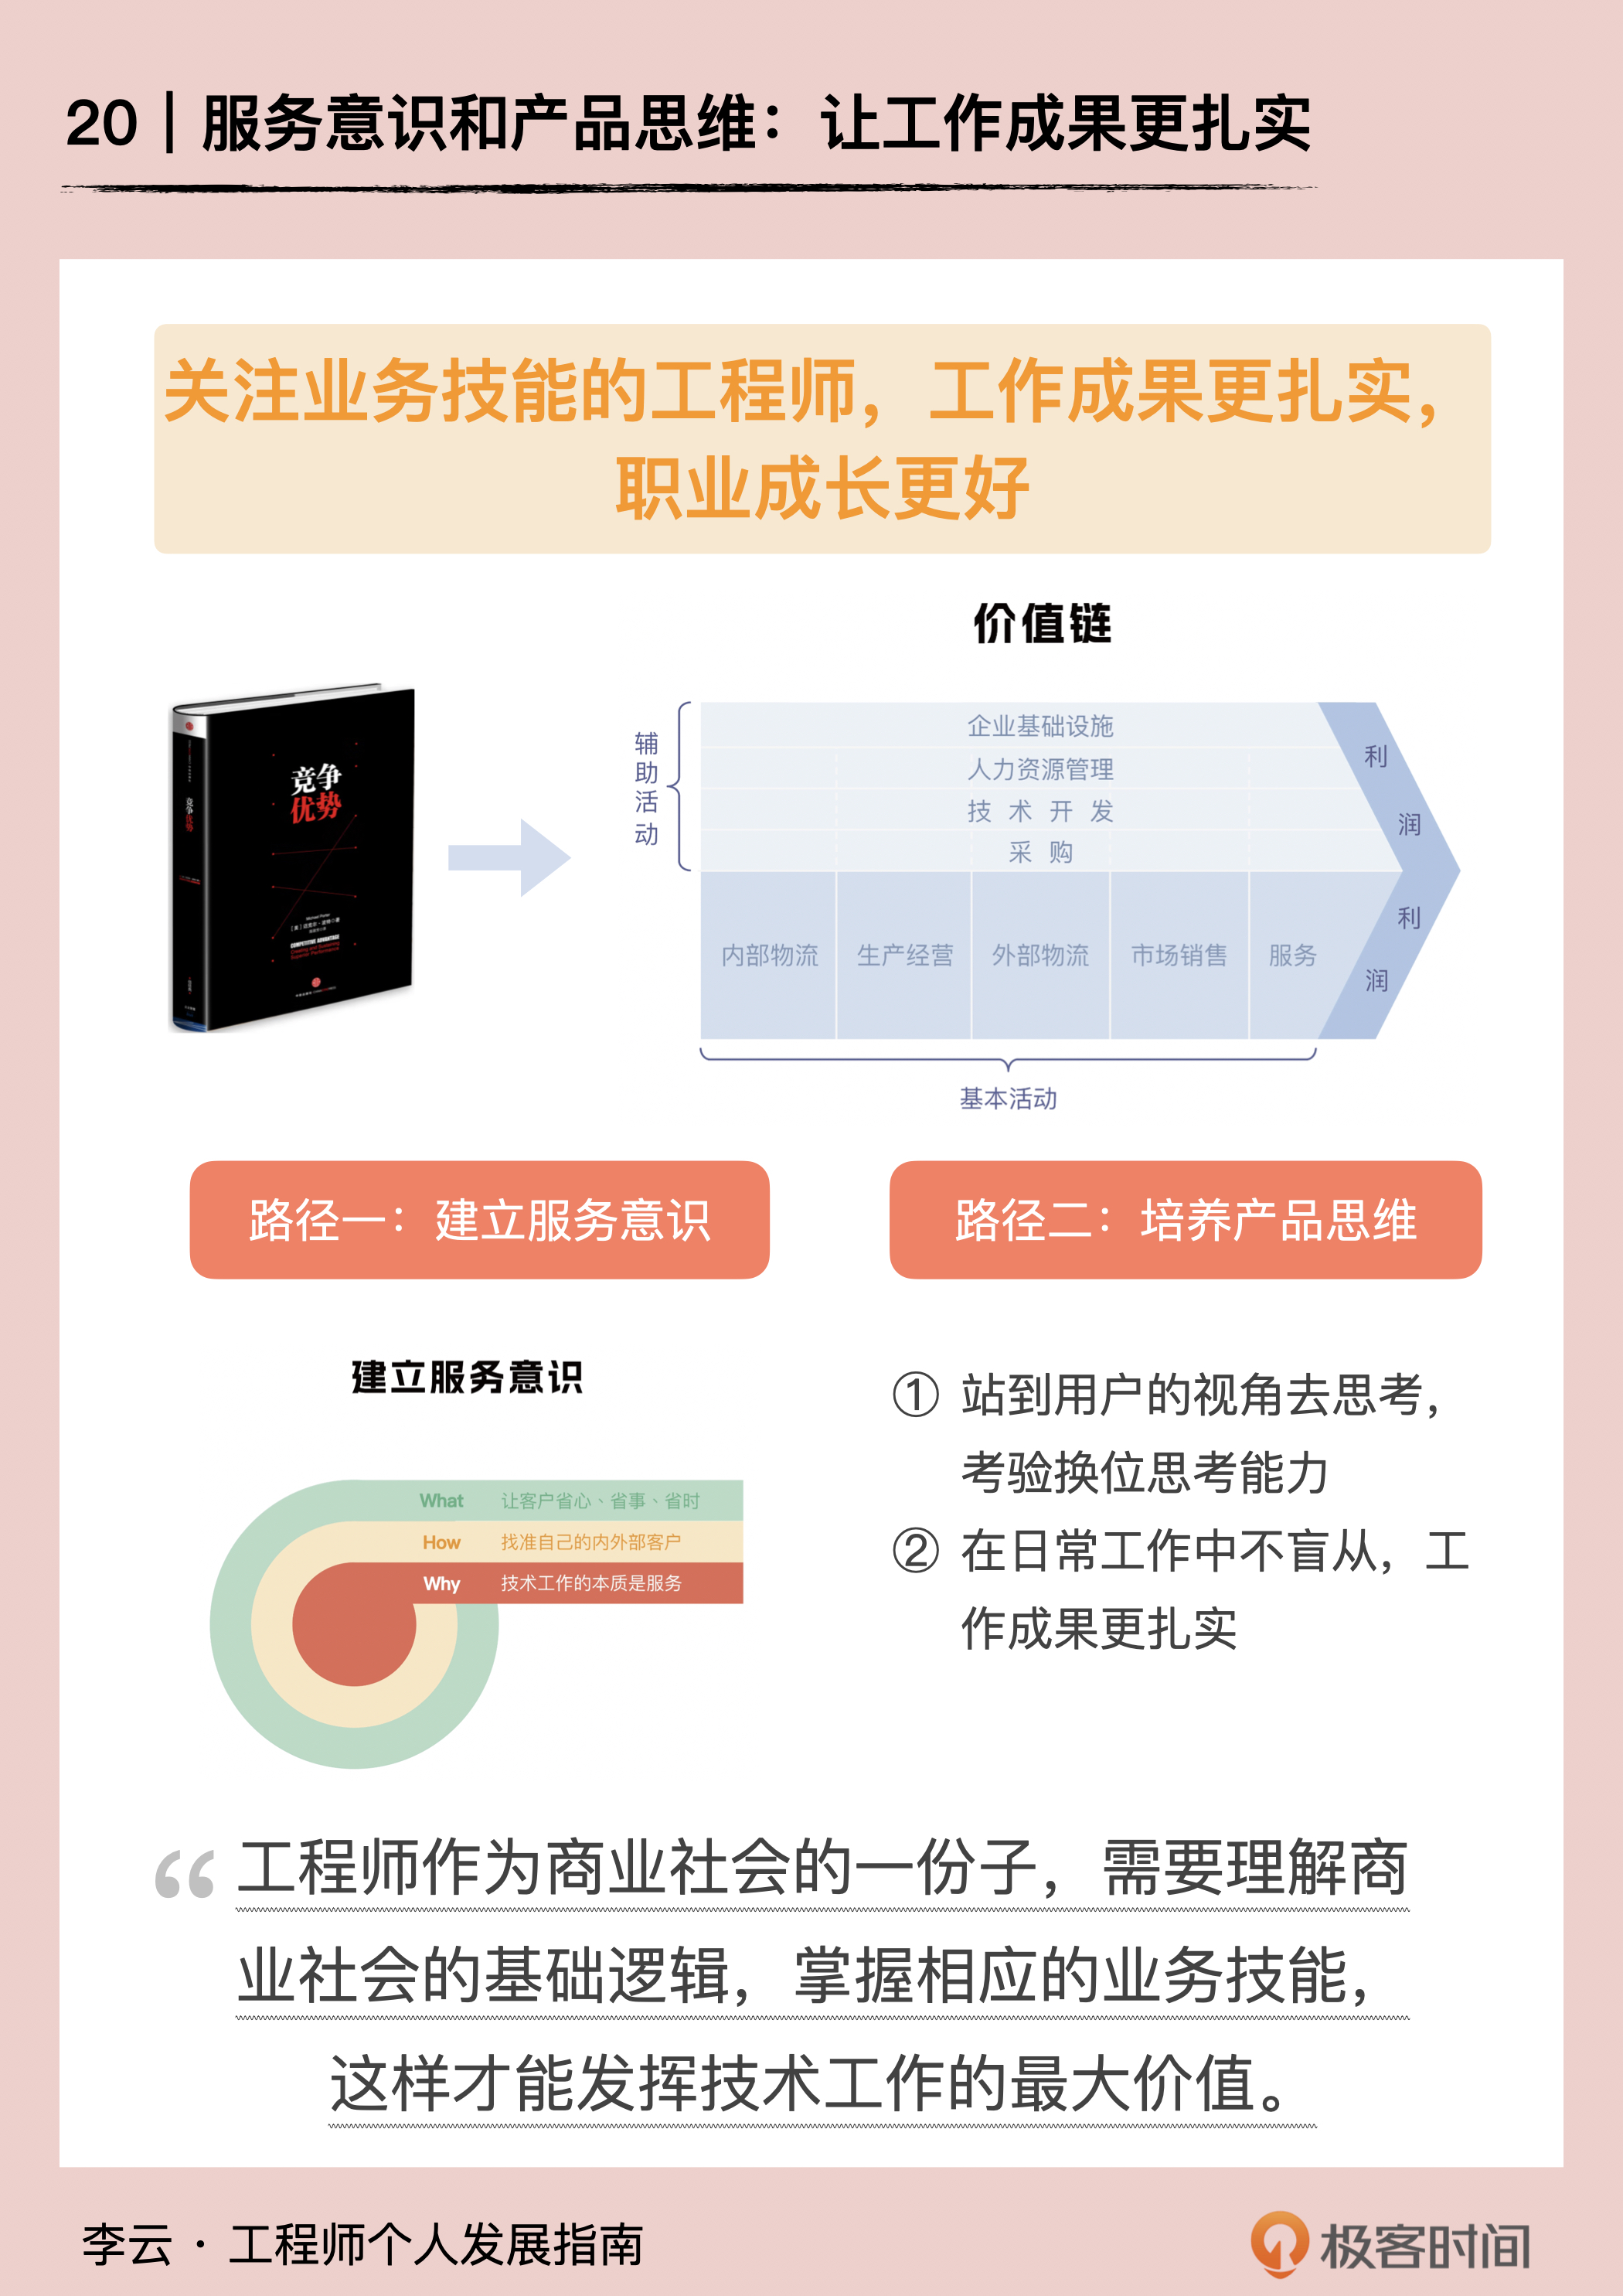 20｜服务意识和产品思维：让工作成果更扎实
关注业务技能的工程师，工作成果更扎实，
职业成长更好
价值链
竞争
优势
竞争优势
Michael Porter
COMPETITIVE ADVANTAGE
辅助活动
企业基础设施
人力资源管理
技术开发
采购
利润
利润
内部物流
生产经营
外部物流
市场销售
服务
基本活动
路径一：建立服务意识
路径二：培养产品思维
建立服务意识
What 让客户省心、省事、省时
How 找准自己的内外部客户
Why 技术工作的本质是服务
① 站到用户的视角去思考，
考验换位思考能力
② 在日常工作中不盲从，工
作成果更扎实
“工程师作为商业社会的一份子，需要理解商
业社会的基础逻辑，掌握相应的业务技能，
这样才能发挥技术工作的最大价值。
李云 · 工程师个人发展指南
极客时间